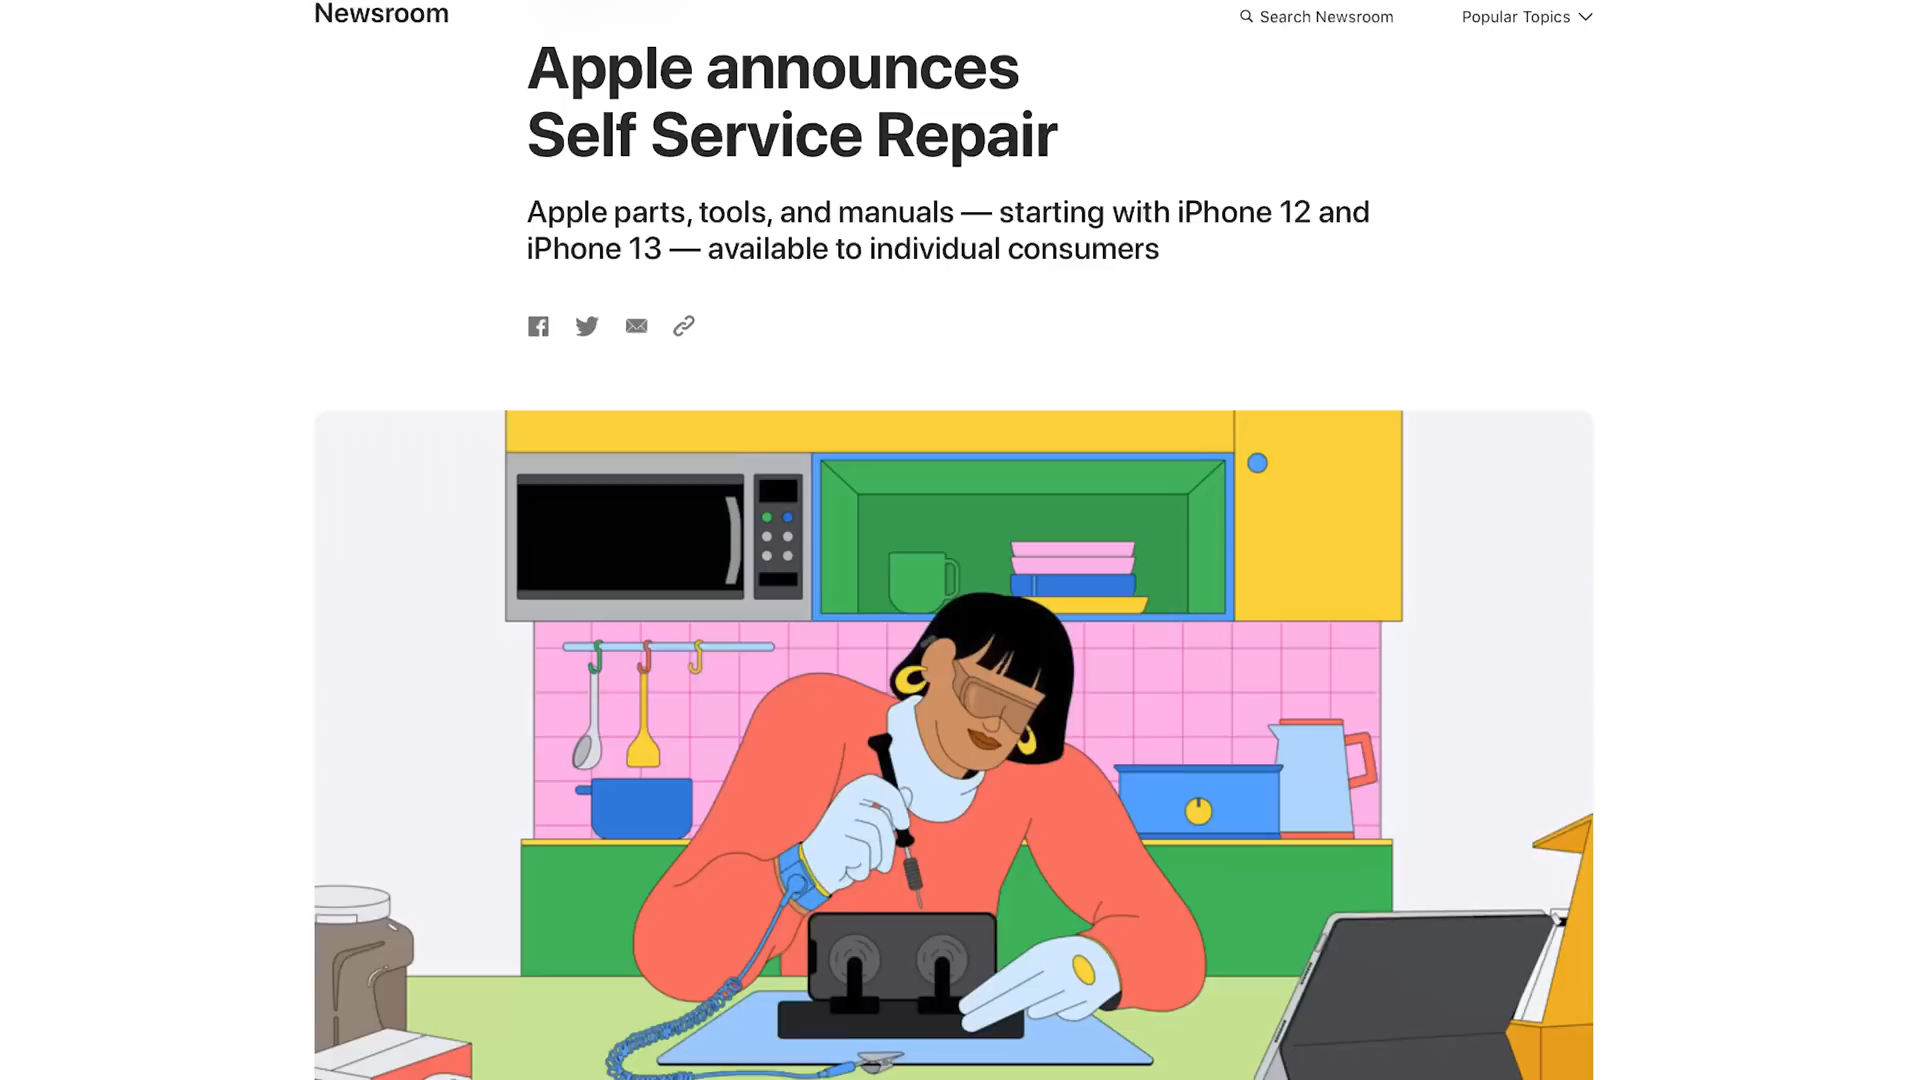 Newsroom
Search Newsroom
Popular Topics
Apple announces
Self Service Repair
Apple parts, tools, and manuals — starting with iPhone 12 and
iPhone 13 — available to individual consumers